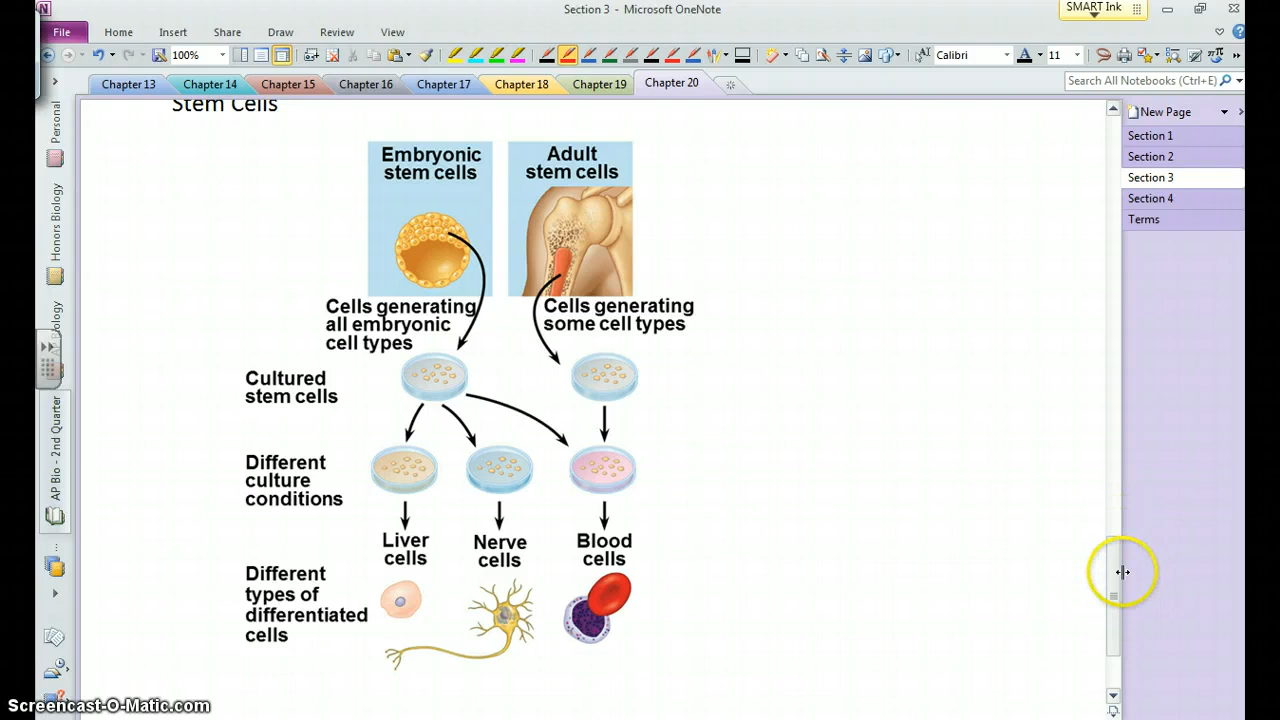 Section 3 - Microsoft OneNote
SMART Ink
File Home Insert Share Draw Review View
100%
Calibri
11
Chapter 13 Chapter 14 Chapter 15 Chapter 16 Chapter 17 Chapter 18 Chapter 19 Chapter 20
Search All Notebooks (Ctrl+E)
New Page
Section 1
Section 2
Section 3
Section 4
Terms
Personal
Honors Biology
AP Bio - 2nd Quarter
Stem Cells
Embryonic
stem cells
Adult
stem cells
Cells generating
all embryonic
cell types
Cells generating
some cell types
Cultured
stem cells
Different
culture
conditions
Liver
cells
Nerve
cells
Blood
cells
Different
types of
differentiated
cells
Screencast-O-Matic.com